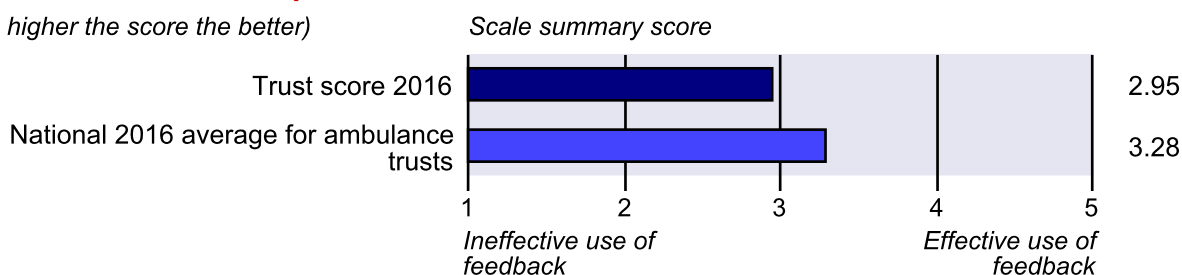 higher the score the better)
Scale summary score
Trust score 2016
2.95
National 2016 average for ambulance
trusts
3.28
1 2 3 4 5
Ineffective use of
feedback
Effective use of
feedback